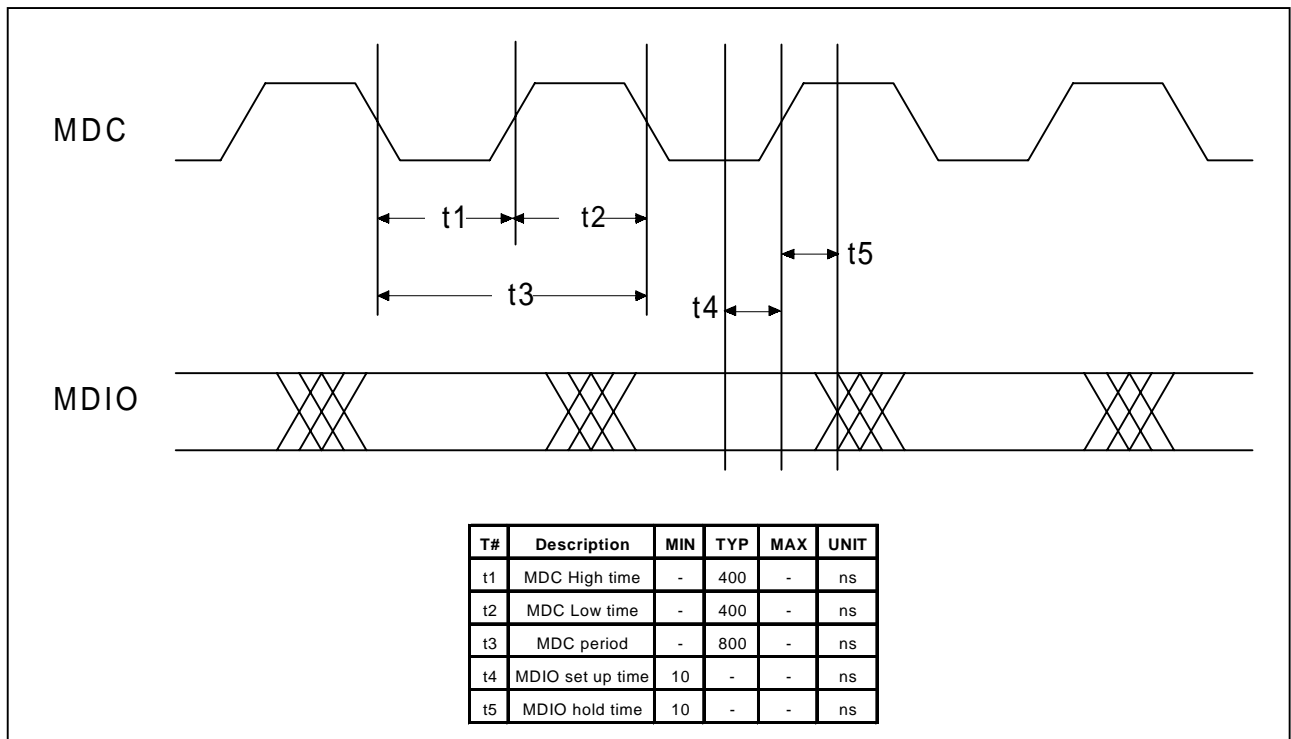 MDC
t1 t2
t5
t3
t4
MDIO
T# Description MIN TYP MAX UNIT
t1 MDC High time - 400 - ns
t2 MDC Low time - 400 - ns
t3 MDC period - 800 - ns
t4 MDIO set up time 10 - - ns
t5 MDIO hold time 10 - - ns